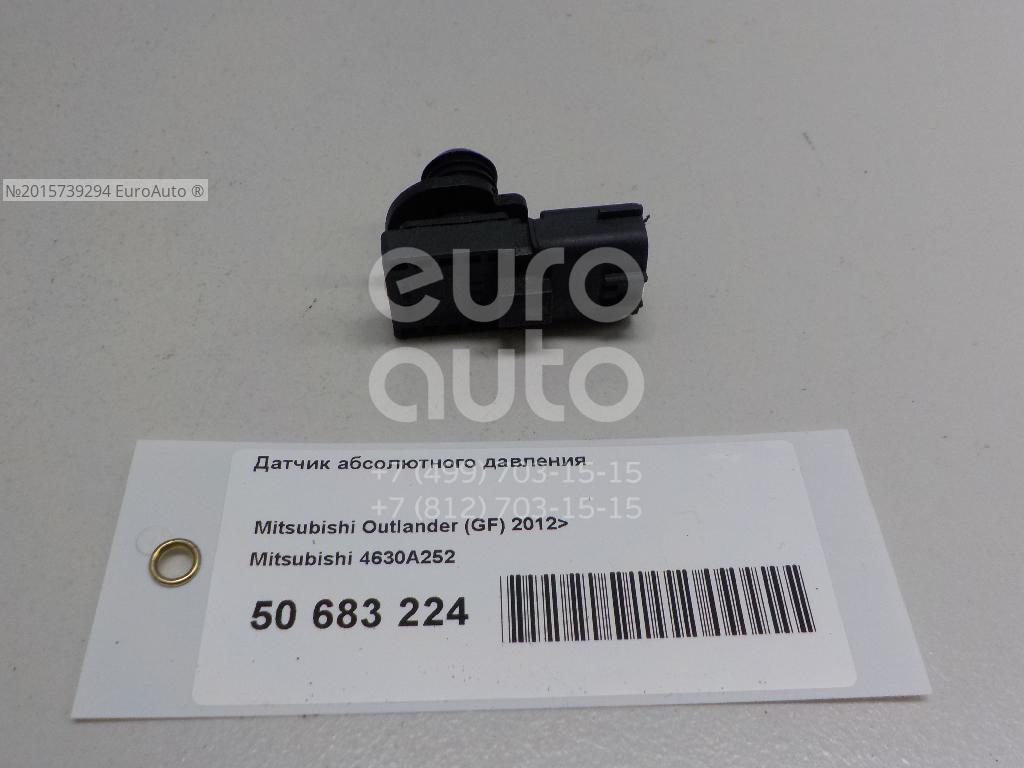 №2015739294 EuroAuto ®
euro
auto
Датчик абсолютного давления
+7 (499) 703-15-15
+7 (812) 703-15-15
Mitsubishi Outlander (GF) 2012>
Mitsubishi 4630A252
50 683 224